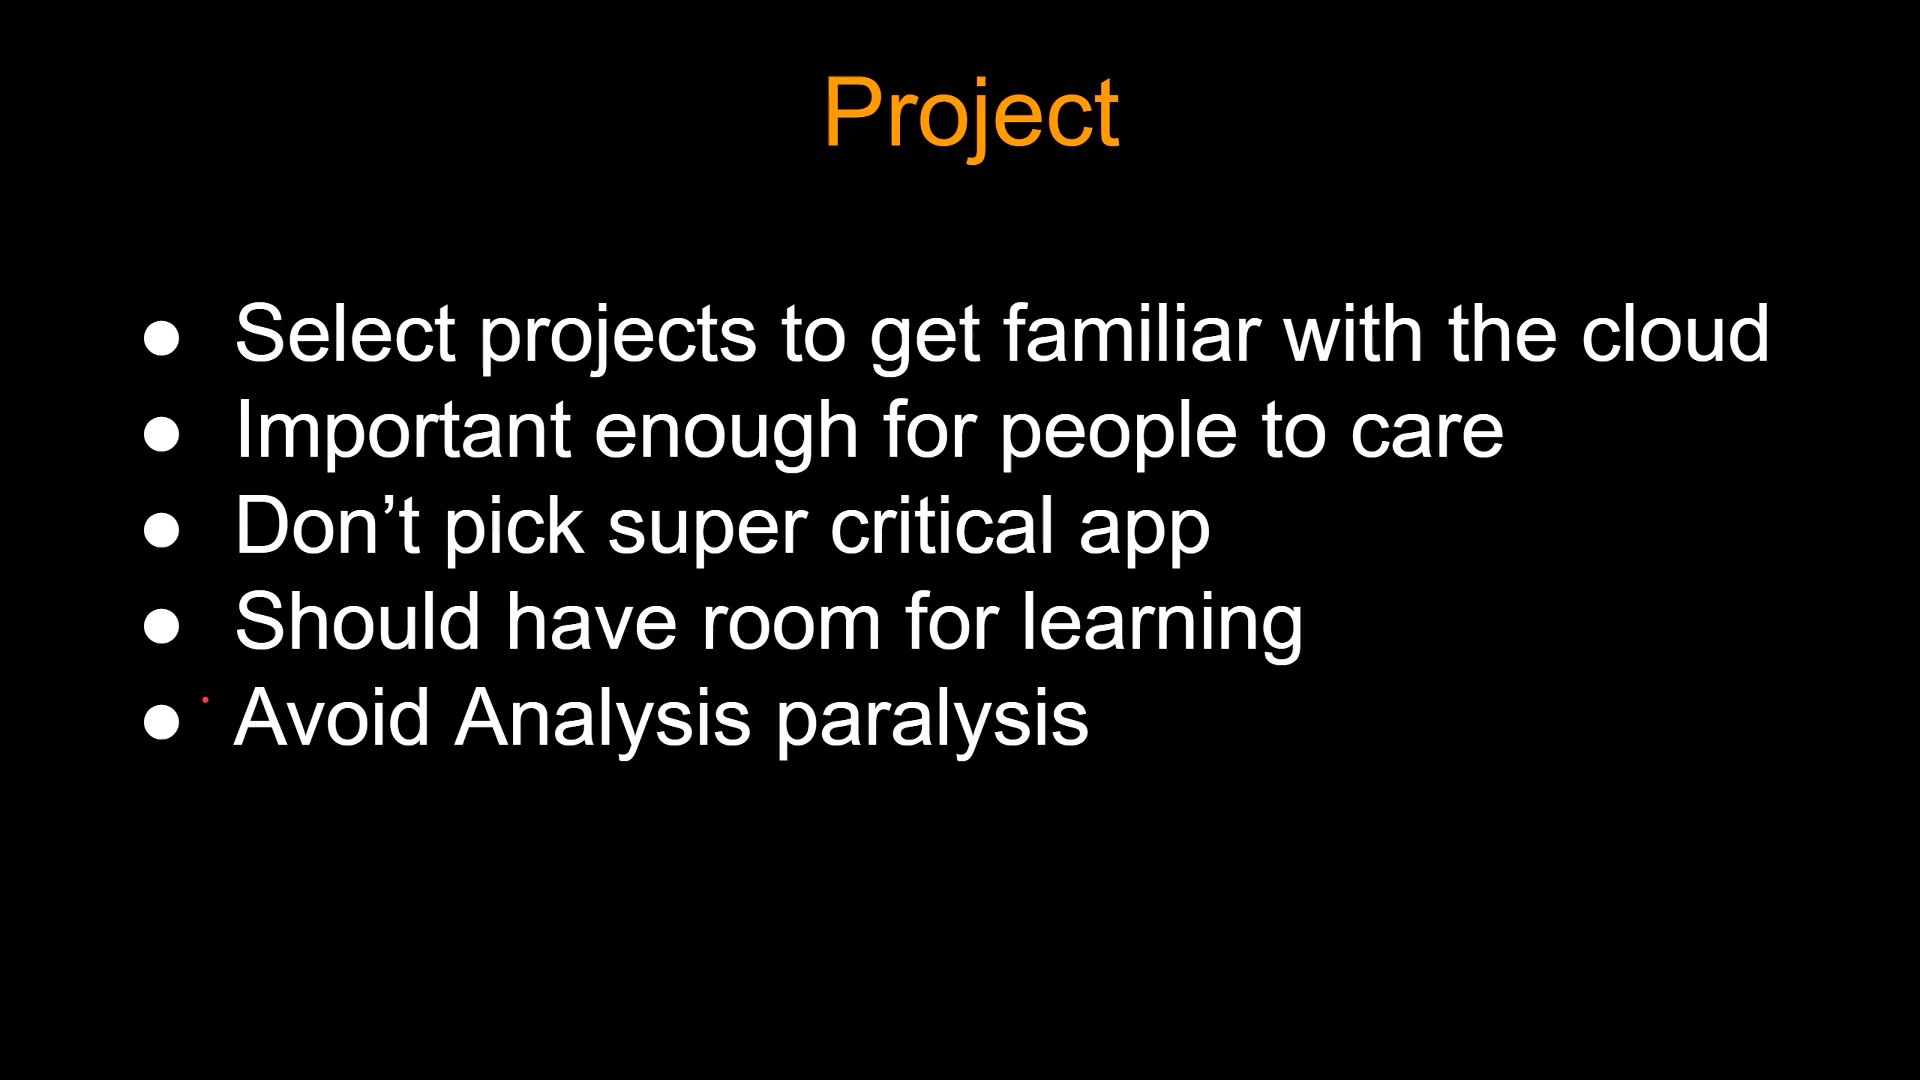 Project
● Select projects to get familiar with the cloud
● Important enough for people to care
● Don’t pick super critical app
● Should have room for learning
● Avoid Analysis paralysis